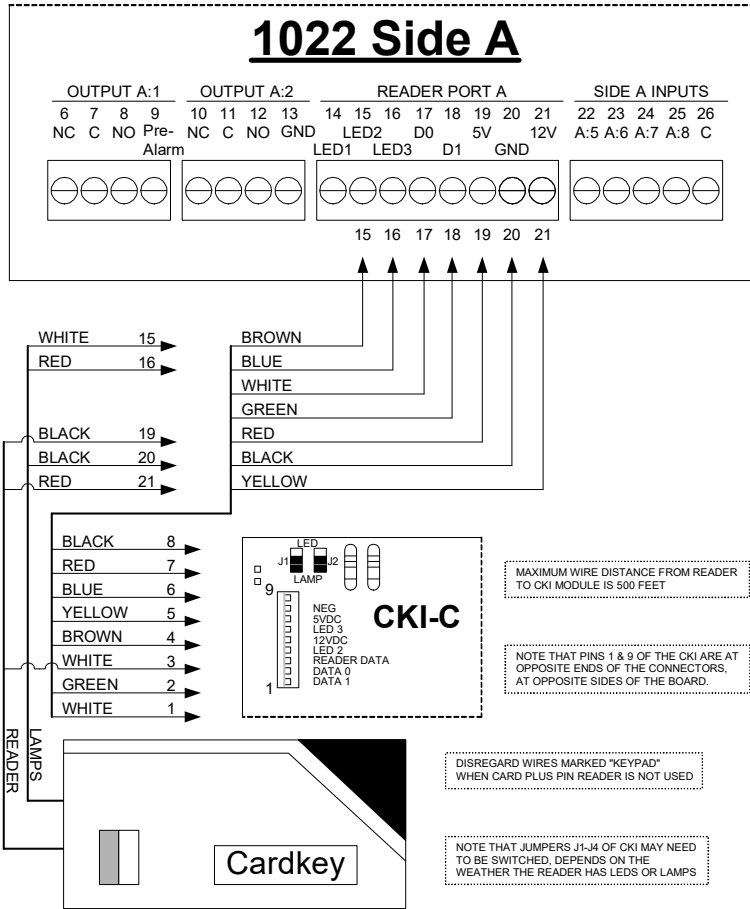 1022 Side A
OUTPUT A:1 OUTPUT A:2 READER PORT A SIDE A INPUTS
6 7 8 9 10 11 12 13 14 15 16 17 18 19 20 21 22 23 24 25 26
NC C NO Pre- NC C NO GND LED2 D0 5V 12V A:5 A:6 A:7 A:8 C
Alarm LED1 LED3 D1 GND
15 16 17 18 19 20 21
WHITE 15
RED 16
BLACK 19
BLACK 20
RED 21
BROWN
BLUE
WHITE
GREEN
RED
BLACK
YELLOW
BLACK 8
RED 7
BLUE 6
YELLOW 5
BROWN 4
WHITE 3
GREEN 2
WHITE 1
LED
J1 J2
LAMP
9
NEG
5VDC
LED 3
12VDC
LED 2
READER DATA
DATA 0
DATA 1
1
CKI-C
MAXIMUM WIRE DISTANCE FROM READER
TO CKI MODULE IS 500 FEET
NOTE THAT PINS 1 & 9 OF THE CKI ARE AT
OPPOSITE ENDS OF THE CONNECTORS,
AT OPPOSITE SIDES OF THE BOARD.
LAMPS
READER
DISREGARD WIRES MARKED "KEYPAD"
WHEN CARD PLUS PIN READER IS NOT USED
NOTE THAT JUMPERS J1-J4 OF CKI MAY NEED
TO BE SWITCHED, DEPENDS ON THE
WEATHER THE READER HAS LEDS OR LAMPS
Cardkey